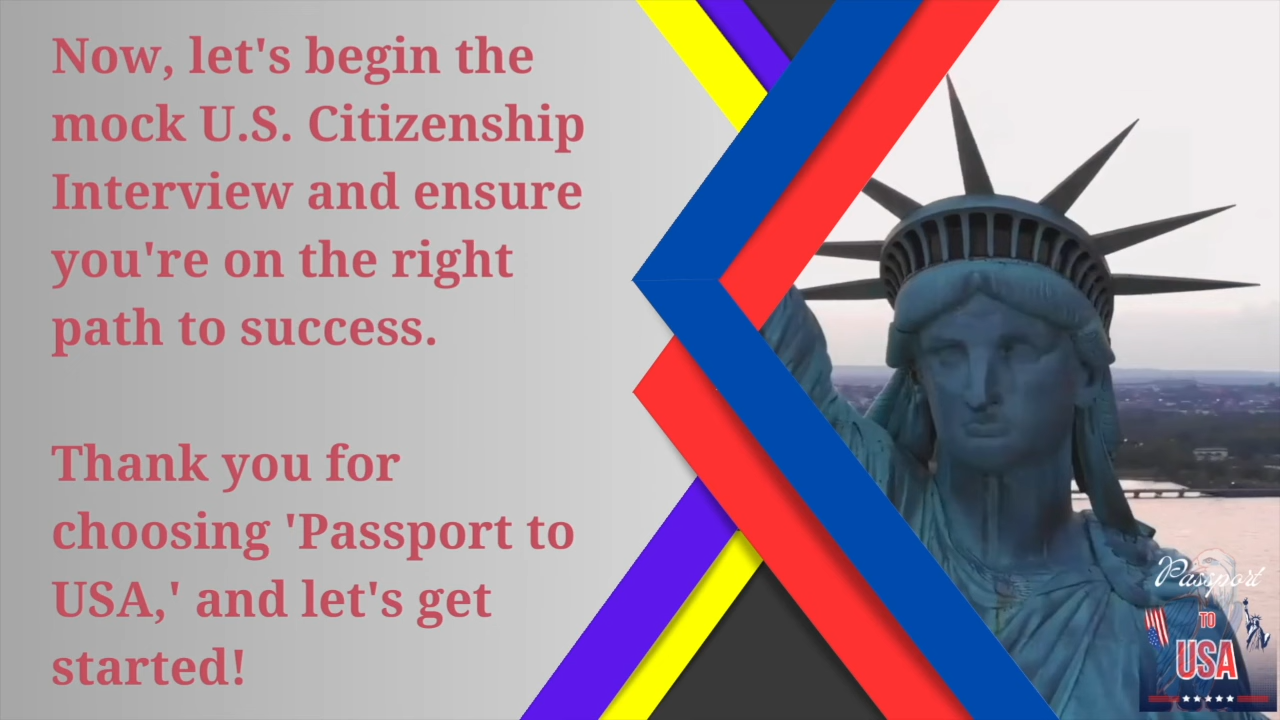 Now, let's begin the
mock U.S. Citizenship
Interview and ensure
you're on the right
path to success.
Thank you for
choosing 'Passport to
USA,' and let's get
started!
Passport
TO
USA